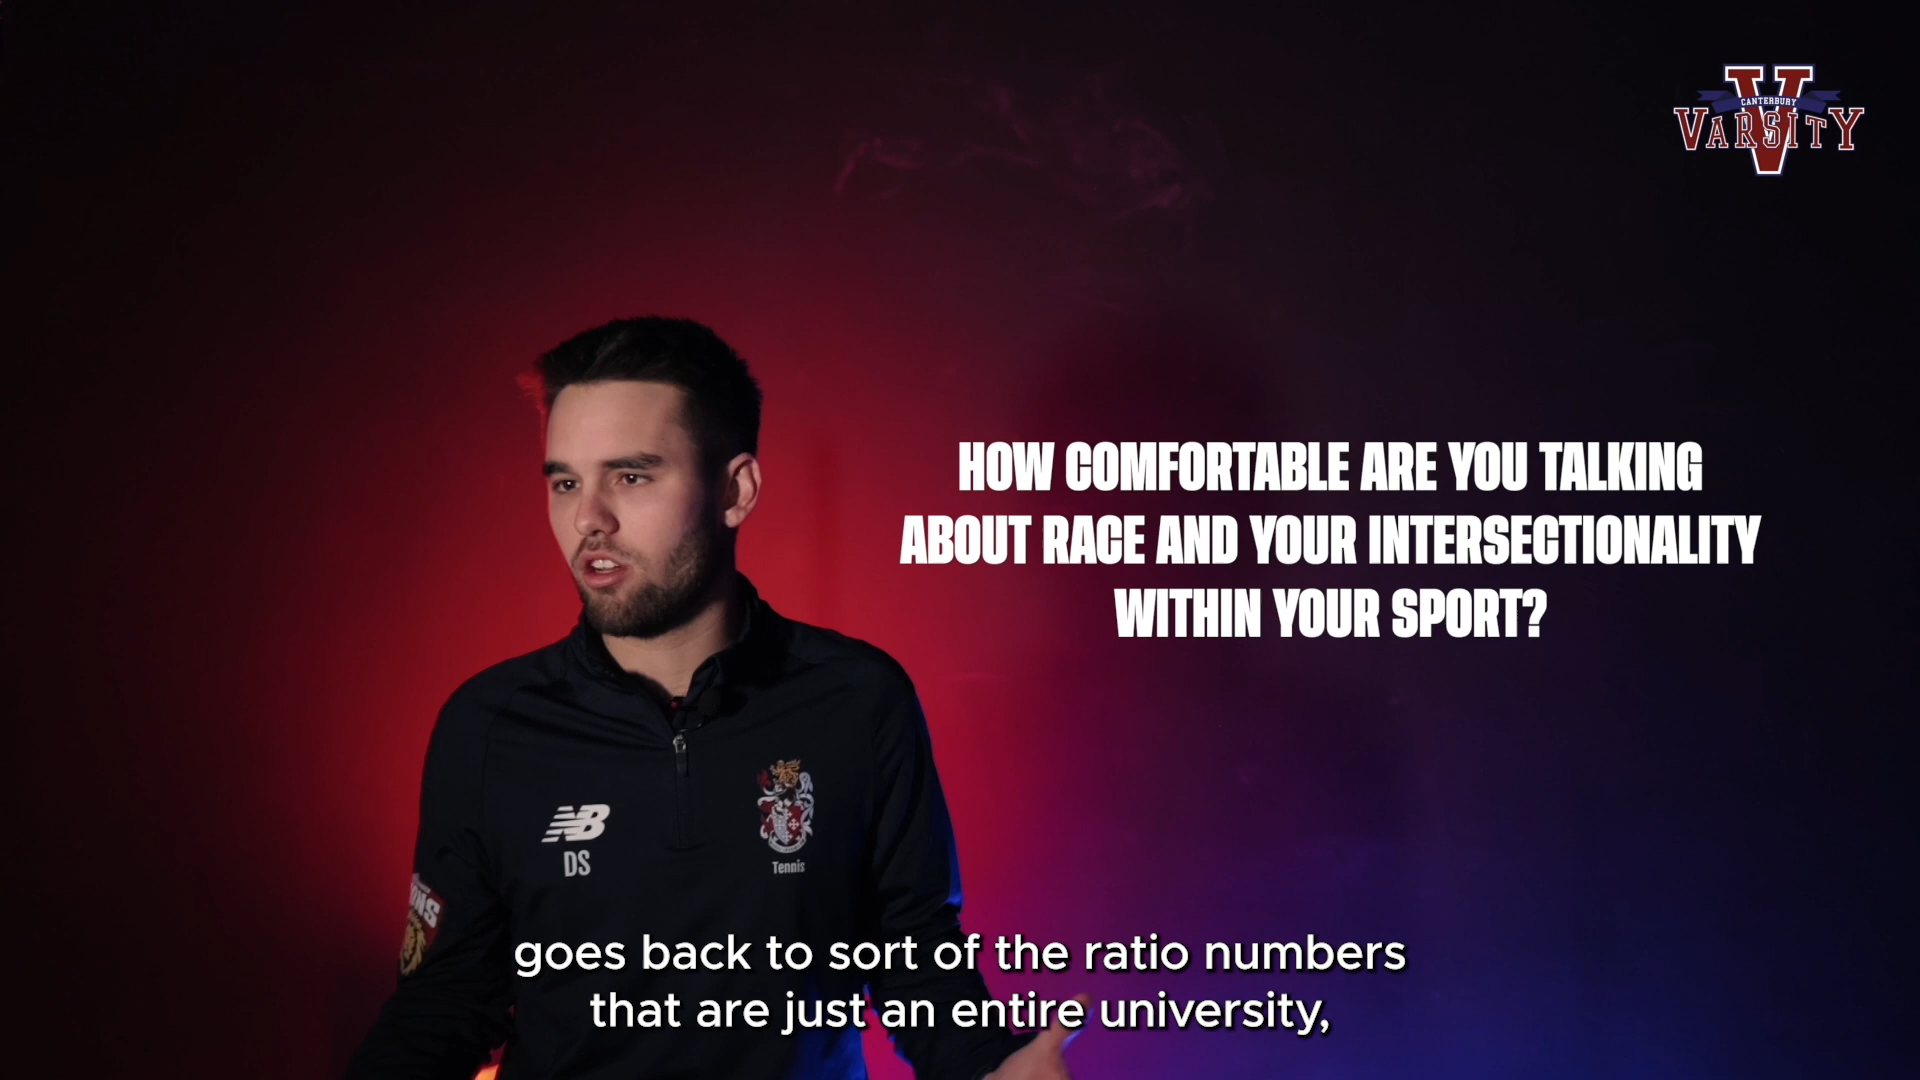 CANTERBURY
VARSITY
HOW COMFORTABLE ARE YOU TALKING
ABOUT RACE AND YOUR INTERSECTIONALITY
WITHIN YOUR SPORT?
NB
DS
Tennis
goes back to sort of the ratio numbers
that are just an entire university,